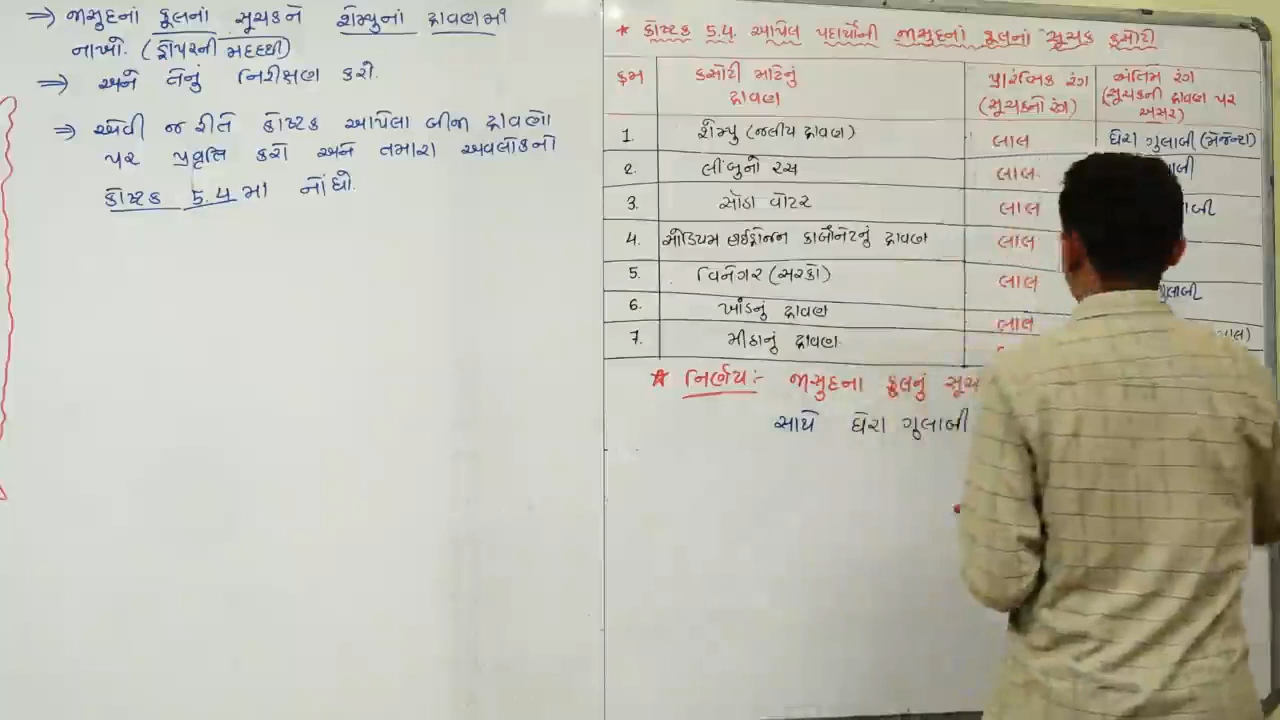 ⇒ જાસુદનાં ફુલનાં સૂચકને શેમ્પુનાં દ્રાવણમાં
નાખો. (ડ્રોપરની મદદથી)
⇒ અને તેનું નિરીક્ષણ કરો.
⇒ એવી જ રીતે કોષ્ટક આપેલા બીજા દ્રાવણો
પર પ્રવૃત્તિ કરો અને તમારા અવલોકનો
કોષ્ટક 5.4 માં નોંધો.
* કોષ્ટક 5.4. આપેલ પદાર્થોની જાસુદનાં ફુલનાં સૂચક કસોટી
ક્રમ કસોટી માટેનું દ્રાવણ પ્રારંભિક રંગ (સૂચકનો રંગ) અંતિમ રંગ (સૂચકની દ્રાવણ પર અસર)
1. શેમ્પુ (જલીય દ્રાવણ) લાલ ઘેરા ગુલાબી (મેજેન્ટા)
2. લીંબુનો રસ લાલ
3. સોડા વોટર લાલ
4. સોડિયમ હાઈડ્રોજન કાર્બોનેટનું દ્રાવણ લાલ
5. વિનેગર (સરકો) લાલ
6. ખાંડનું દ્રાવણ લાલ
7. મીઠાનું દ્રાવણ.
* નિર્ણય:- જાસુદના ફુલનું
સાથે ઘેરા ગુલાબી